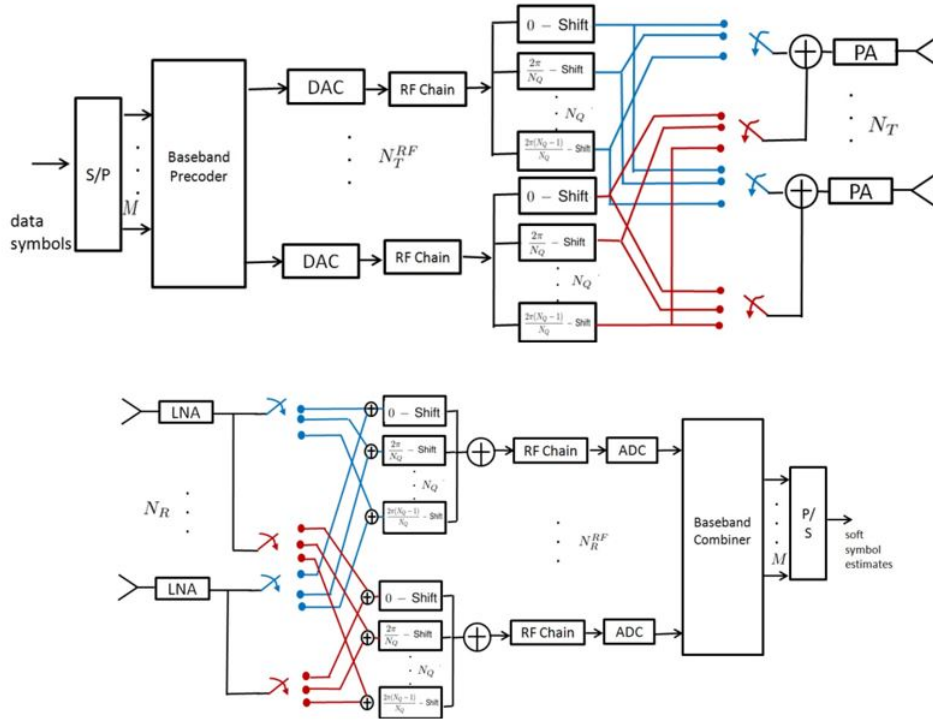 0 − Shift
2π/N_Q − Shift
N_Q
2π(N_Q−1)/N_Q − Shift
DAC
RF Chain
PA
N_T
S/P
M
data
symbols
Baseband
Precoder
N_T^{RF}
0 − Shift
2π/N_Q − Shift
N_Q
2π(N_Q−1)/N_Q − Shift
DAC
RF Chain
PA
LNA
N_R
LNA
0 − Shift
2π/N_Q − Shift
N_Q
2π(N_Q−1)/N_Q − Shift
0 − Shift
2π/N_Q − Shift
N_Q
2π(N_Q−1)/N_Q − Shift
RF Chain
ADC
N_R^{RF}
RF Chain
ADC
Baseband
Combiner
M
P/
S
soft
symbol
estimates